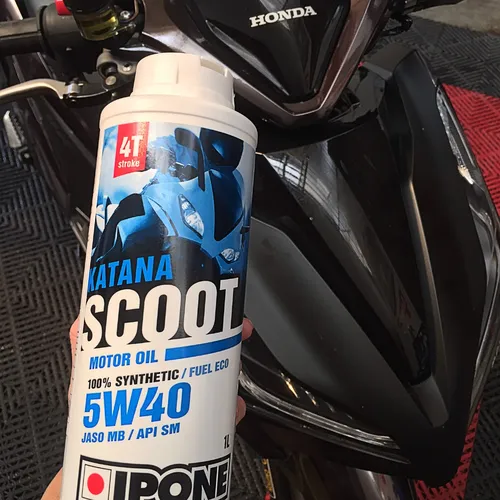 HONDA
4T
stroke
KATANA
SCOOT
MOTOR OIL
100% SYNTHETIC / FUEL ECO
5W40
JASO MB / API SM
1L
IPONE